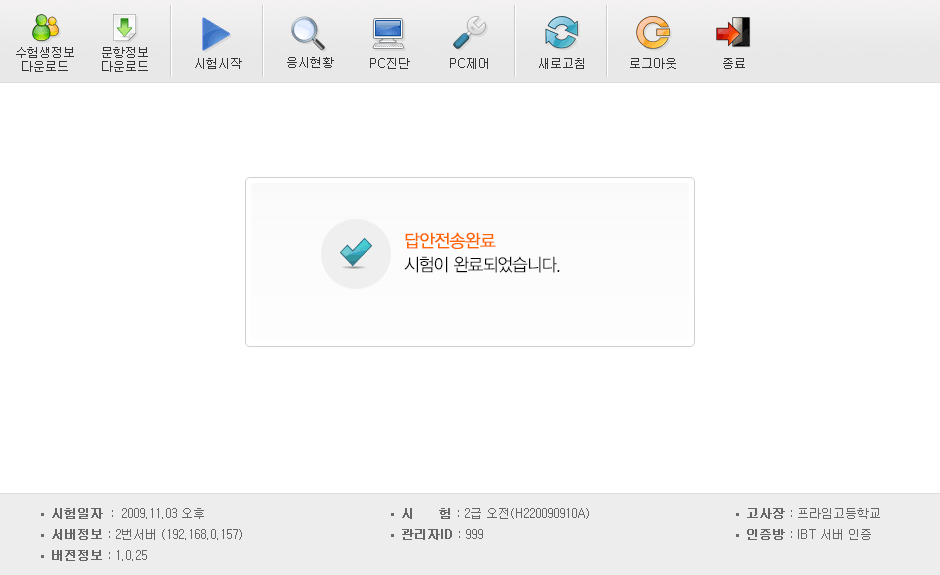 수험생정보
다운로드
문항정보
다운로드
시험시작
응시현황
PC진단
PC제어
새로고침
로그아웃
종료
답안전송완료
시험이 완료되었습니다.
시험일자 : 2009.11.03 오후
시 험 : 2급 오전(H220090910A)
고사장 : 프라임고등학교
서버정보 : 2번서버 (192.168.0.157)
관리자ID : 999
인증방 : IBT 서버 인증
버젼정보 : 1.0.25